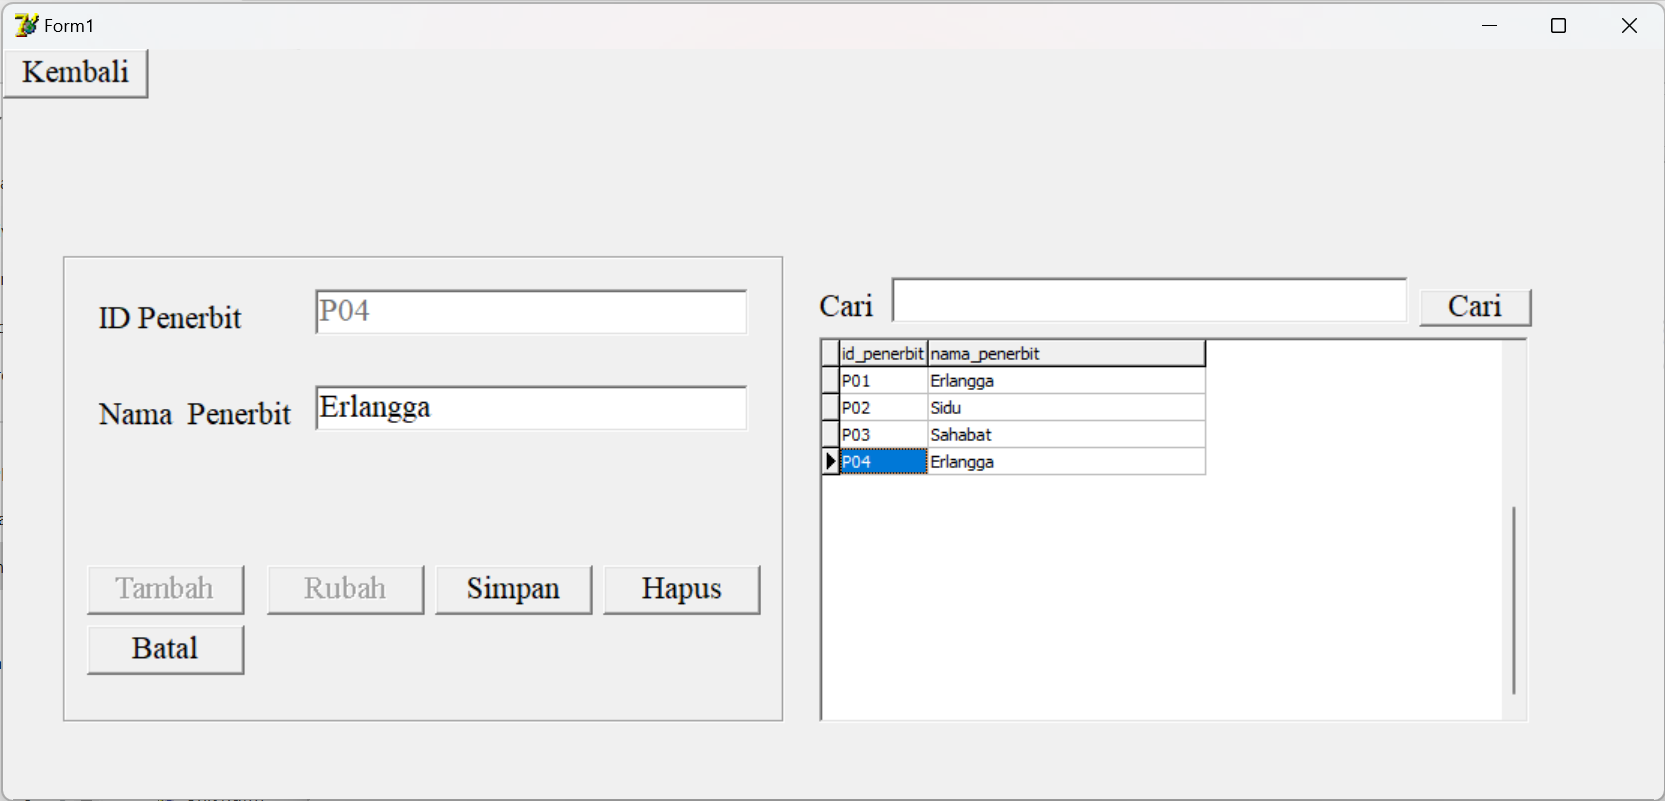 Form1
Kembali
ID Penerbit
P04
Nama Penerbit
Erlangga
Tambah
Rubah
Simpan
Hapus
Batal
Cari
Cari
id_penerbit nama_penerbit
P01 Erlangga
P02 Sidu
P03 Sahabat
P04 Erlangga